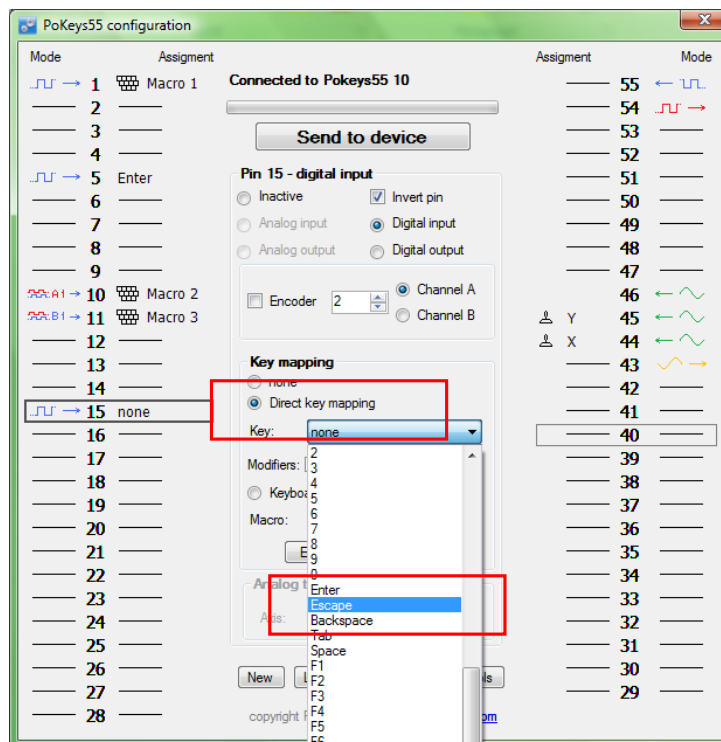 PoKeys55 configuration
Mode Assigment Assigment Mode
1 Macro 1
2
3
4
5 Enter
6
7
8
9
10 Macro 2
A1
11 Macro 3
B1
12
13
14
15 none
16
17
18
19
20
21
22
23
24
25
26
27
28
Connected to Pokeys55 10
Send to device
Pin 15 - digital input
Inactive Invert pin
Analog input Digital input
Analog output Digital output
Encoder 2 Channel A
Channel B
Key mapping
none
Direct key mapping
Key: none
Modifiers:
Macro:
2
3
4
5
6
7
8
9
0
Enter
Escape
Backspace
Tab
Space
F1
F2
F3
F4
F5
F6
Axis:
New
copyright
55
54
53
52
51
50
49
48
47
46
Y 45
X 44
43
42
41
40
39
38
37
36
35
34
33
32
31
30
29